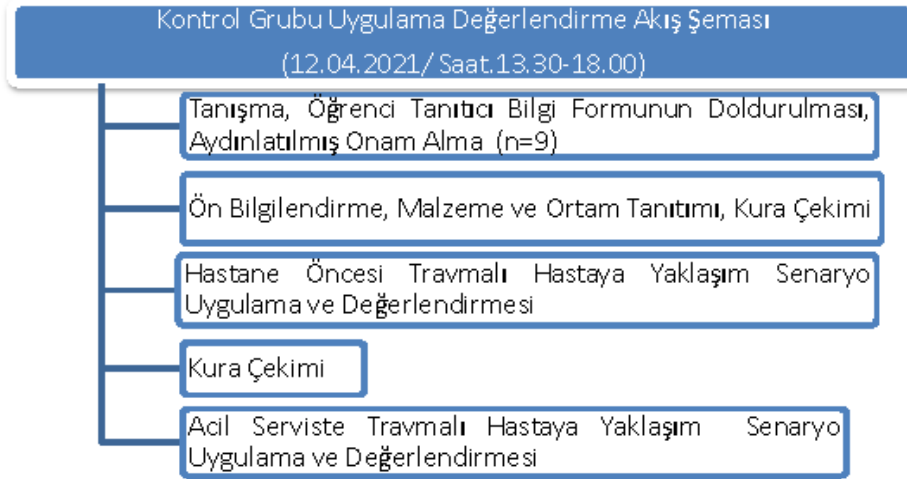 Kontrol Grubu Uygulama Değerlendirme Akış Şeması
(12.04.2021/ Saat.13.30-18.00)
Tanışma, Öğrenci Tanıtıcı Bilgi Formunun Doldurulması,
Aydınlatılmış Onam Alma (n=9)
Ön Bilgilendirme, Malzeme ve Ortam Tanıtımı, Kura Çekimi
Hastane Öncesi Travmalı Hastaya Yaklaşım Senaryo
Uygulama ve Değerlendirmesi
Kura Çekimi
Acil Serviste Travmalı Hastaya Yaklaşım Senaryo
Uygulama ve Değerlendirmesi